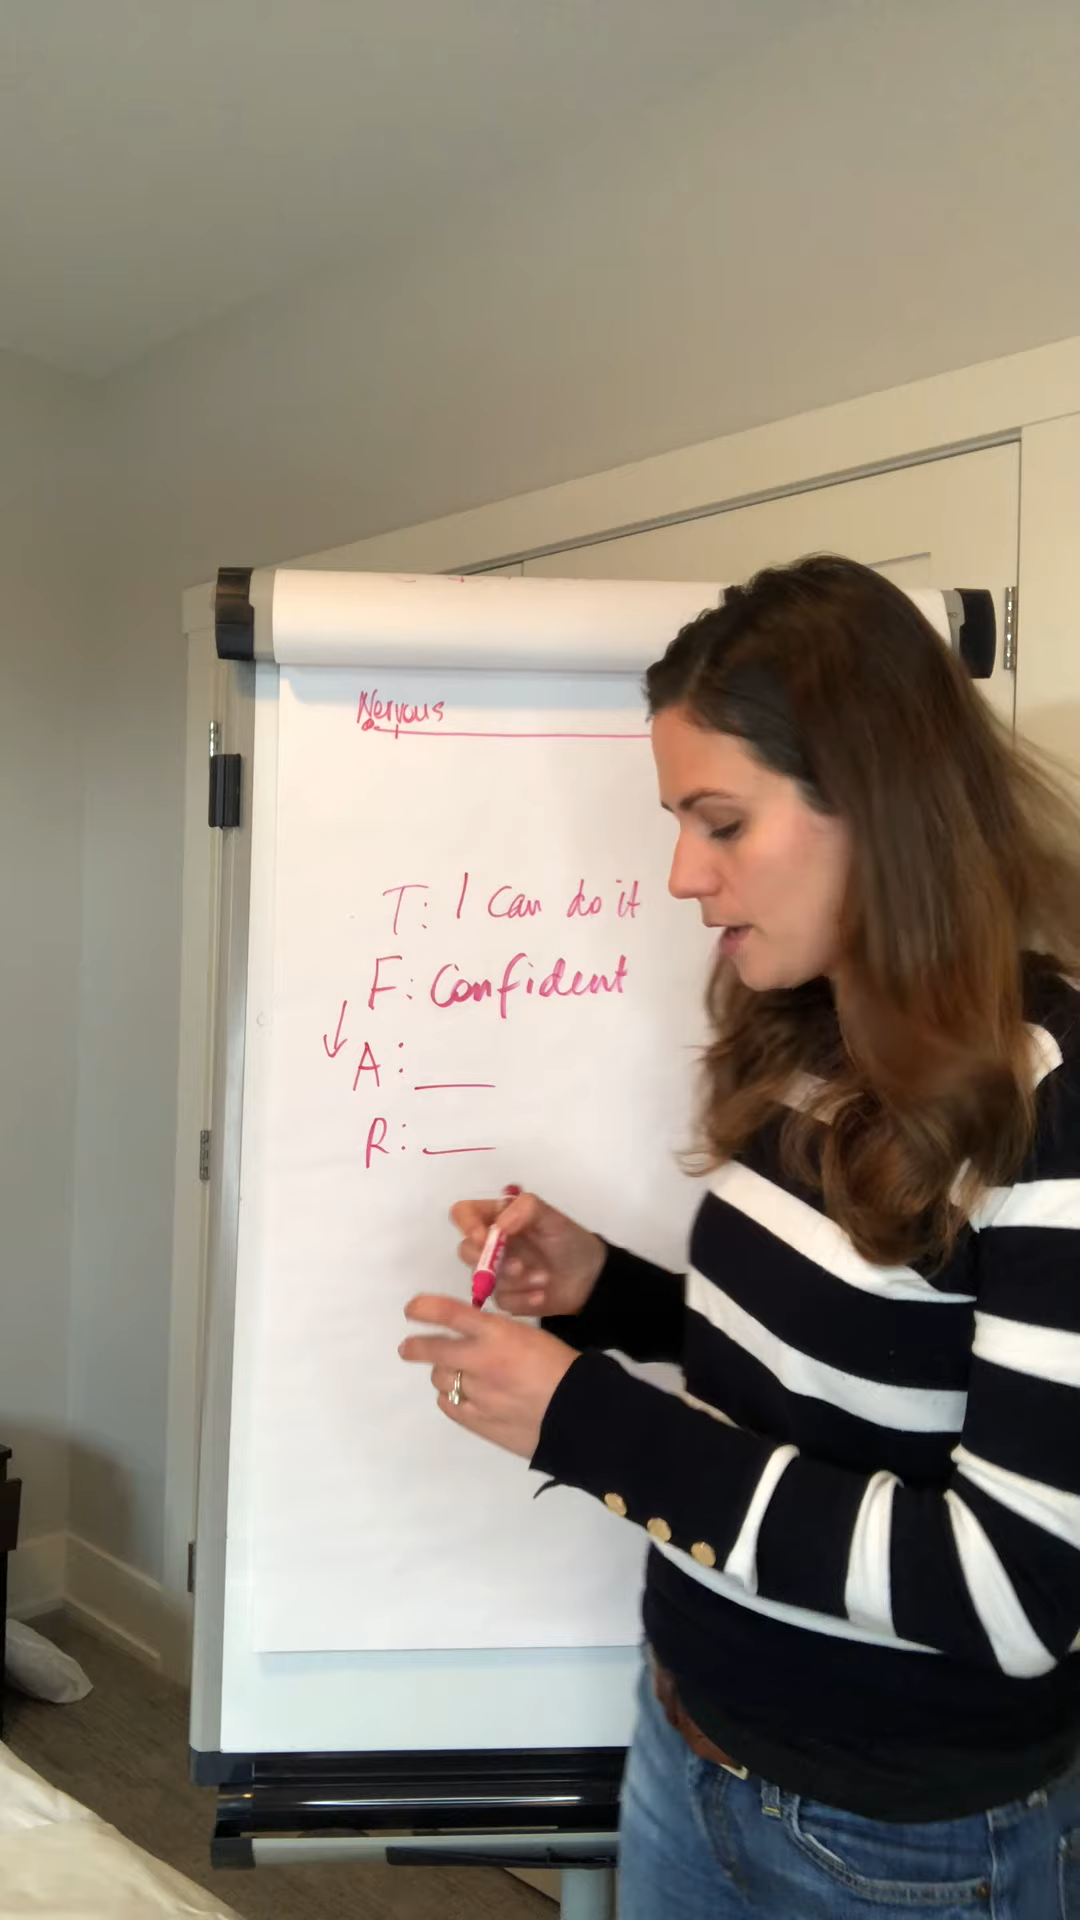 Nervous
T: I can do it
F: Confident
A: ___
R: ___